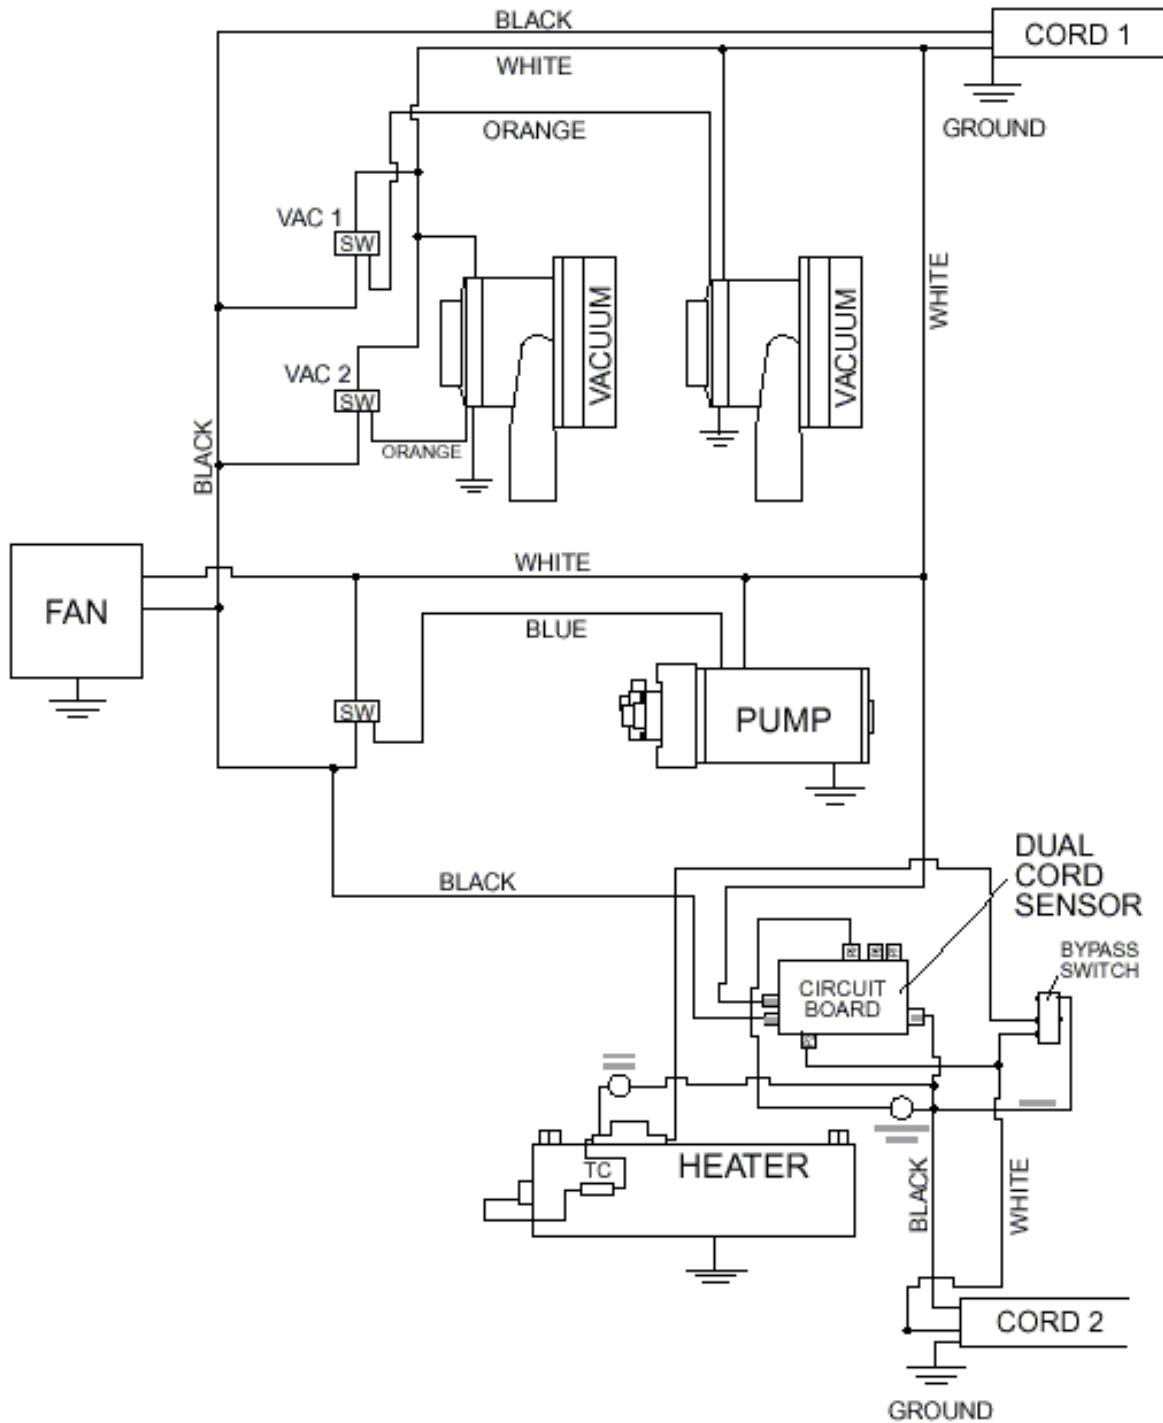 BLACK
CORD 1
WHITE
ORANGE
GROUND
VAC 1
SW
WHITE
VACUUM
VACUUM
VAC 2
SW
ORANGE
BLACK
WHITE
FAN
BLUE
SW
PUMP
DUAL
CORD
SENSOR
BLACK
BYPASS
SWITCH
CIRCUIT
BOARD
TC
HEATER
BLACK
WHITE
CORD 2
GROUND